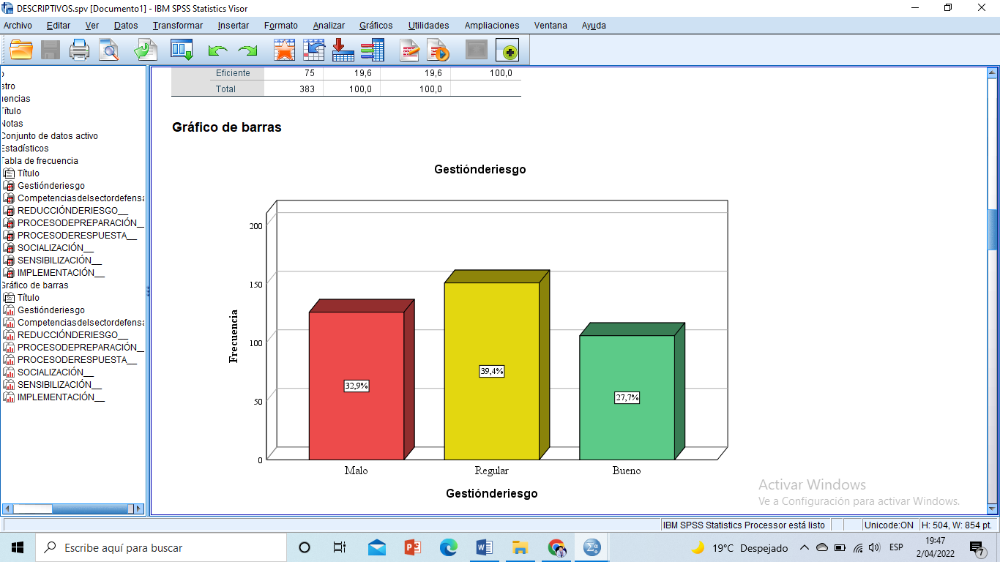 DESCRIPTIVOS.spv [Documento1] - IBM SPSS Statistics Visor
Archivo Editar Ver Datos Transformar Insertar Formato Analizar Gráficos Utilidades Ampliaciones Ventana Ayuda
stro
iencias
Título
Notas
Conjunto de datos activo
Estadísticos
Tabla de frecuencia
Título
Gestiónderiesgo
Competenciasdelsectordefensa
REDUCCIÓNDERIESGO__
PROCESODEPREPARACIÓN__
PROCESODERESPUESTA__
SOCIALIZACIÓN__
SENSIBILIZACIÓN__
IMPLEMENTACIÓN__
Gráfico de barras
Título
Gestiónderiesgo
Competenciasdelsectordefensa
REDUCCIÓNDERIESGO__
PROCESODEPREPARACIÓN__
PROCESODERESPUESTA__
SOCIALIZACIÓN__
SENSIBILIZACIÓN__
IMPLEMENTACIÓN__
Eficiente 75 19,6 19,6 100,0
Total 383 100,0 100,0
Gráfico de barras
Gestiónderiesgo
200
150
100
50
0
Frecuencia
32,9%
39,4%
27,7%
Malo Regular Bueno
Gestiónderiesgo
Activar Windows
Ve a Configuración para activar Windows.
IBM SPSS Statistics Processor está listo Unicode:ON H: 504, W: 854 pt.
Escribe aquí para buscar
19°C Despejado
ESP
19:47
2/04/2022
7